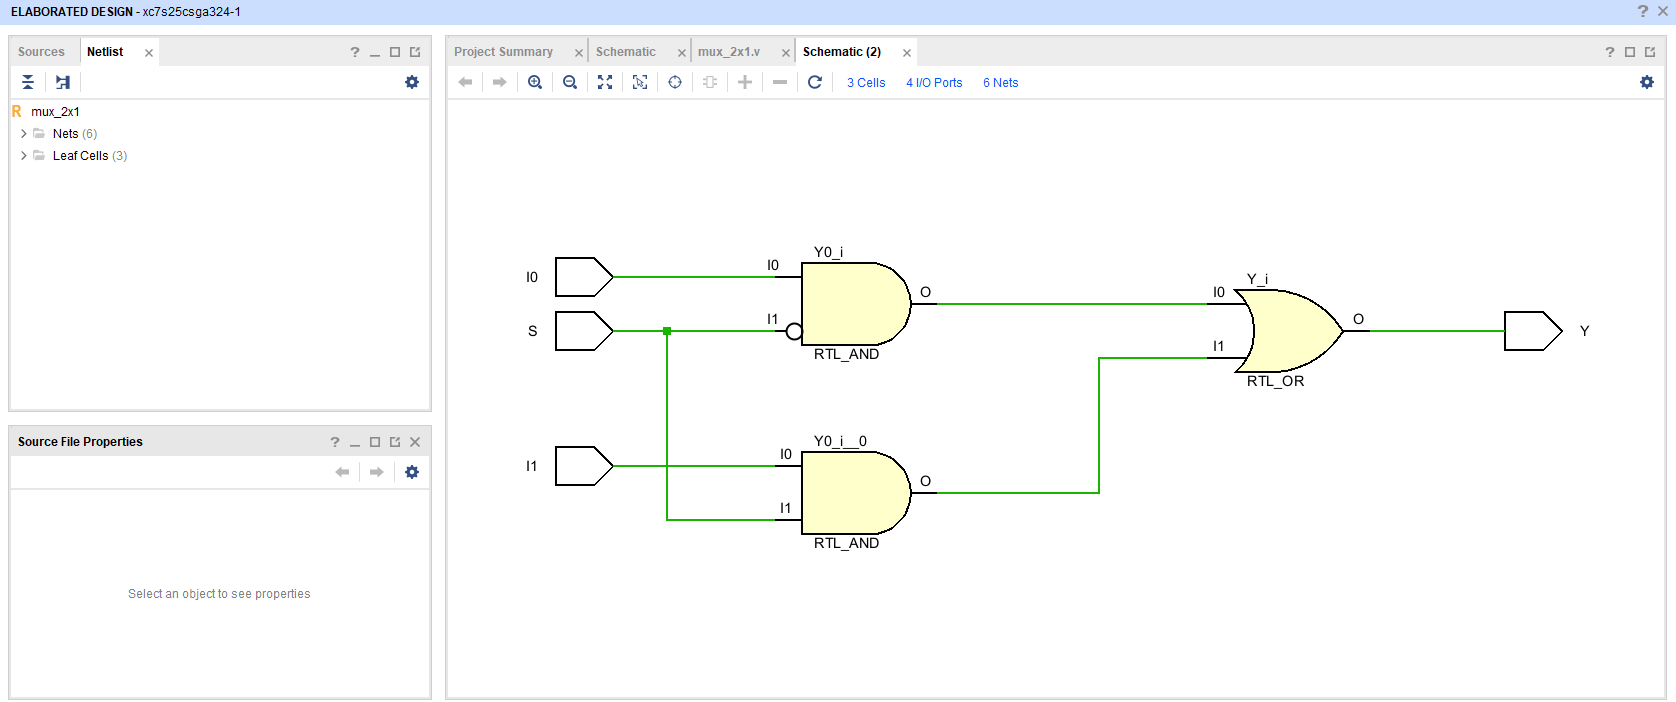 ELABORATED DESIGN - xc7s25csga324-1
Sources Netlist
mux_2x1
Nets (6)
Leaf Cells (3)
Source File Properties
Select an object to see properties
Project Summary Schematic mux_2x1.v Schematic (2)
3 Cells 4 I/O Ports 6 Nets
Y0_i
I0 I0
O
S I1
RTL_AND
Y_i
I0
O Y
I1
RTL_OR
Y0_i__0
I1 I0
O
I1
RTL_AND